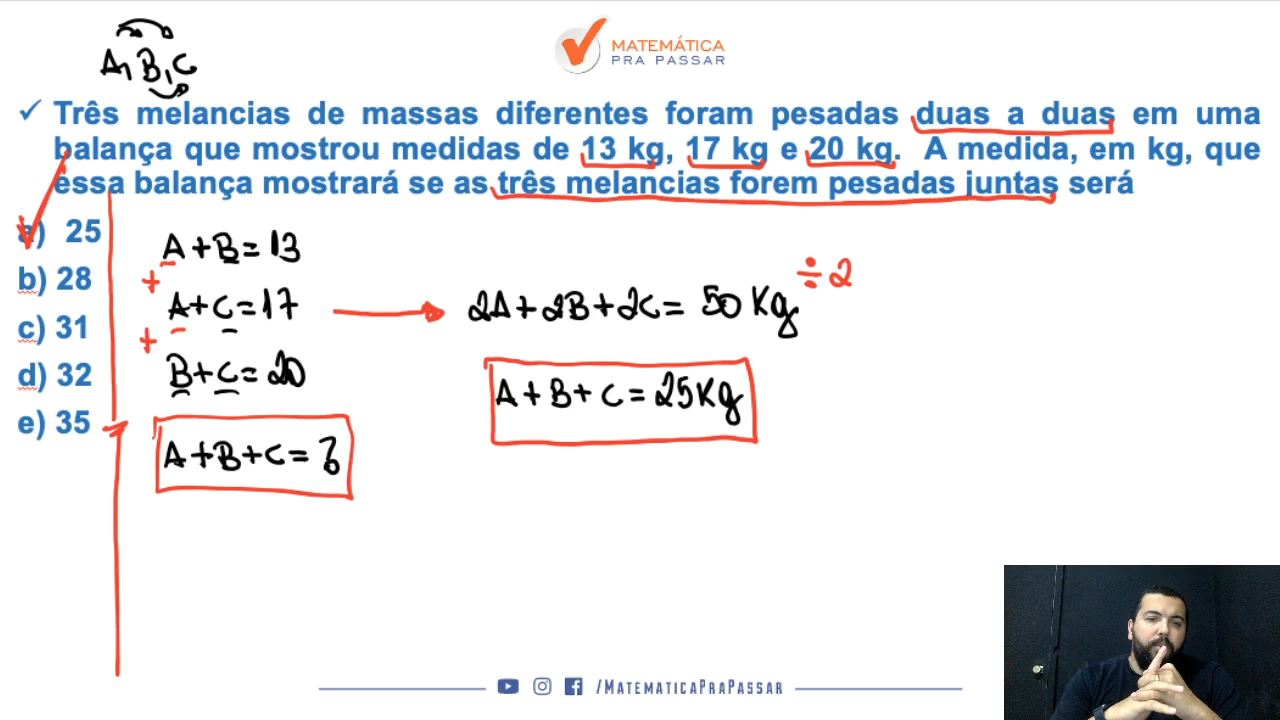 A, B, C
MATEMÁTICA
PRA PASSAR
✓ Três melancias de massas diferentes foram pesadas duas a duas em uma
balança que mostrou medidas de 13 kg, 17 kg e 20 kg. A medida, em kg, que
essa balança mostrará se as três melancias forem pesadas juntas será
a) 25
b) 28
c) 31
d) 32
e) 35
A+B=13
+
A+C=17
+
B+C=20
A+B+C=?
2A+2B+2C=50Kg ÷2
A+B+C=25Kg
/MATEMATICAPRAPASSAR